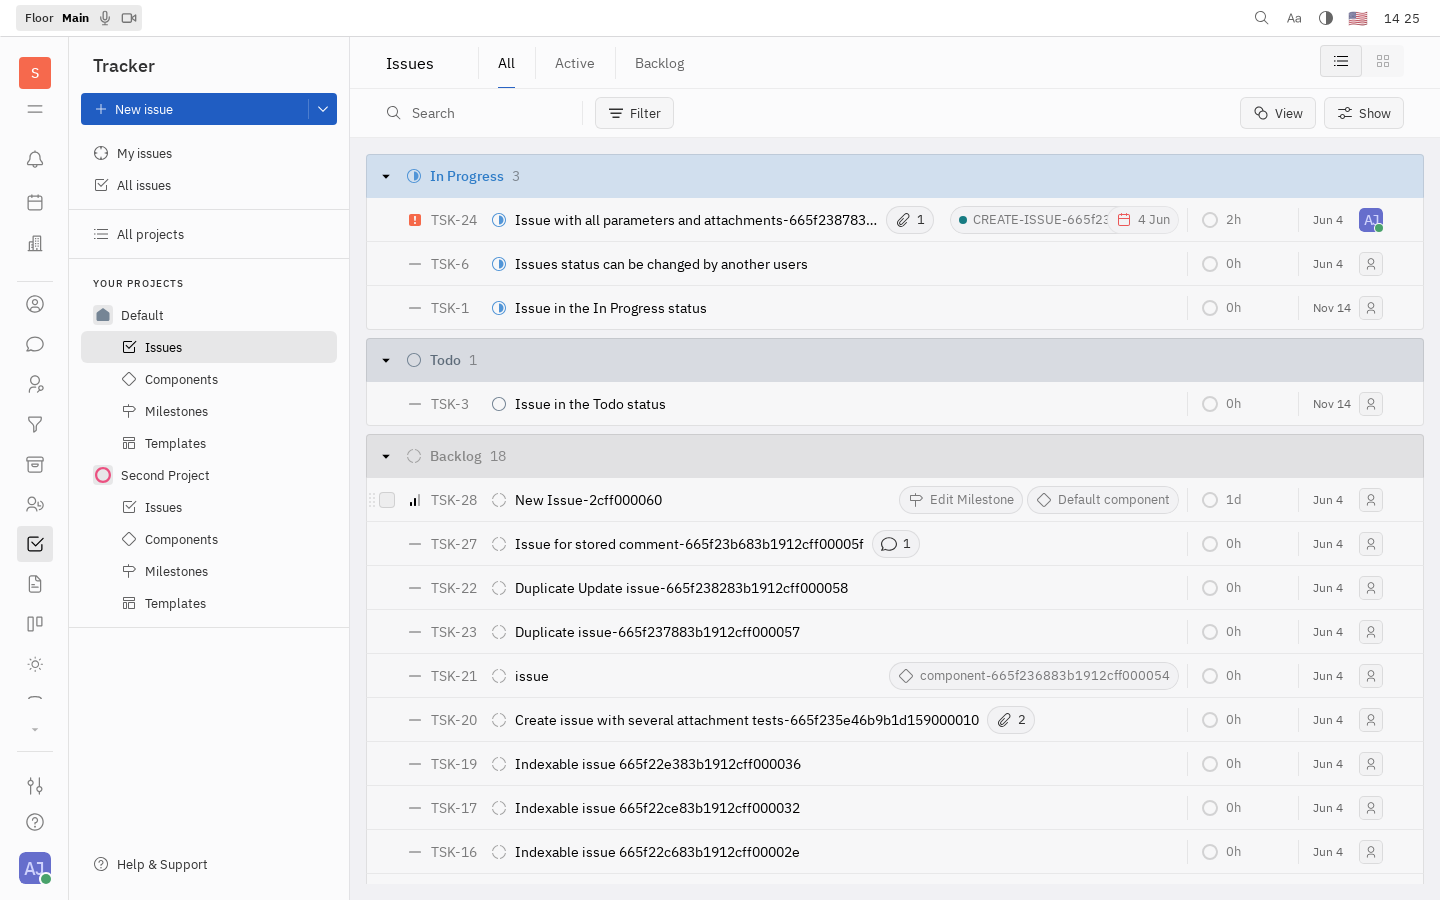 Floor Main
Aa
14 25
S
Tracker
New issue
My issues
All issues
All projects
YOUR PROJECTS
Default
Issues
Components
Milestones
Templates
Second Project
Issues
Components
Milestones
Templates
Help & Support
AJ
Issues
All
Active
Backlog
Search
Filter
View
Show
In Progress 3
TSK-24 Issue with all parameters and attachments-665f238783... 1 CREATE-ISSUE-665f23 4 Jun 2h Jun 4 AJ
TSK-6 Issues status can be changed by another users 0h Jun 4
TSK-1 Issue in the In Progress status 0h Nov 14
Todo 1
TSK-3 Issue in the Todo status 0h Nov 14
Backlog 18
TSK-28 New Issue-2cff000060 Edit Milestone Default component 1d Jun 4
TSK-27 Issue for stored comment-665f23b683b1912cff00005f 1 0h Jun 4
TSK-22 Duplicate Update issue-665f238283b1912cff000058 0h Jun 4
TSK-23 Duplicate issue-665f237883b1912cff000057 0h Jun 4
TSK-21 issue component-665f236883b1912cff000054 0h Jun 4
TSK-20 Create issue with several attachment tests-665f235e46b9b1d159000010 2 0h Jun 4
TSK-19 Indexable issue 665f22e383b1912cff000036 0h Jun 4
TSK-17 Indexable issue 665f22ce83b1912cff000032 0h Jun 4
TSK-16 Indexable issue 665f22c683b1912cff00002e 0h Jun 4